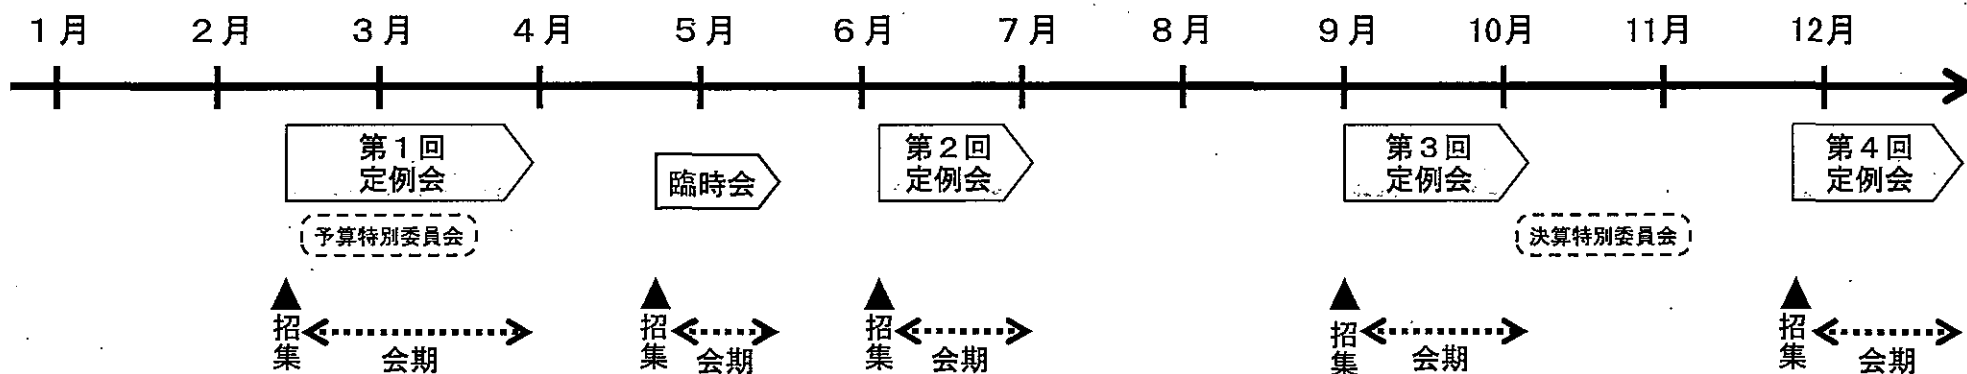 1月 2月 3月 4月 5月 6月 7月 8月 9月 10月 11月 12月
第1回
定例会
臨時会
第2回
定例会
第3回
定例会
第4回
定例会
予算特別委員会
決算特別委員会
招集
会期
招集
会期
招集
会期
招集
会期
招集
会期